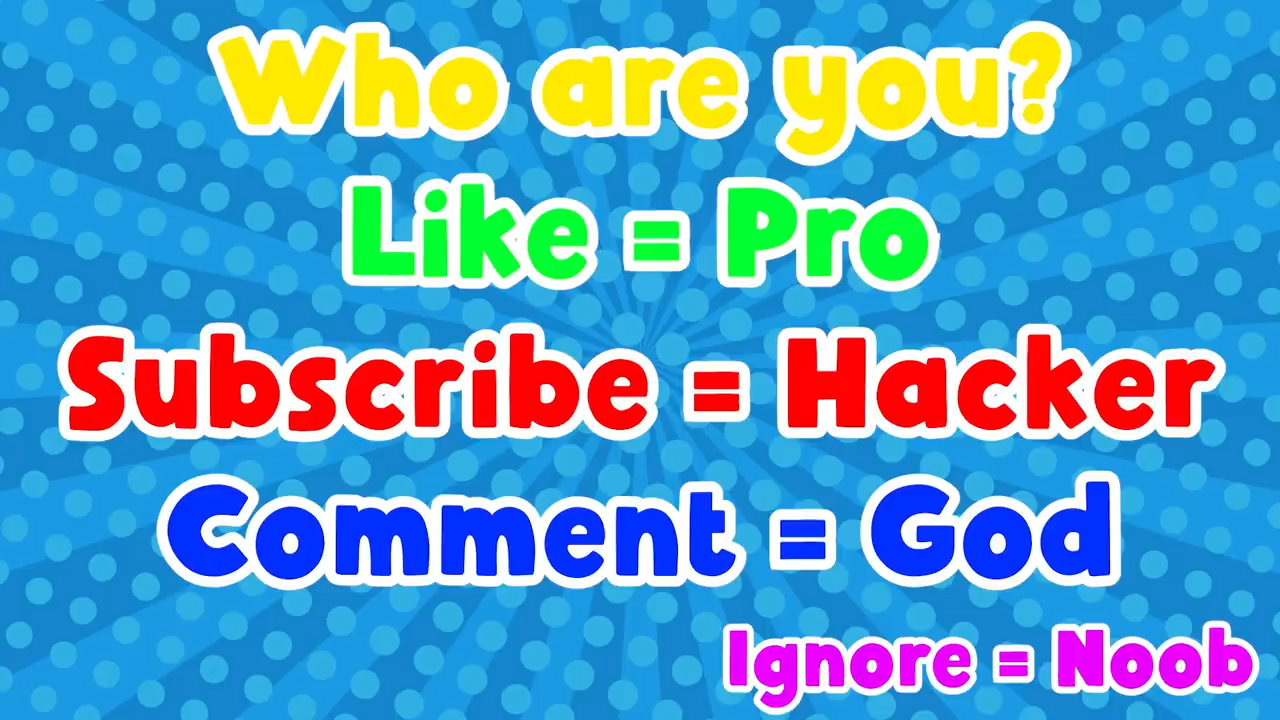 Who are you?
Like = Pro
Subscribe = Hacker
Comment = God
Ignore = Noob